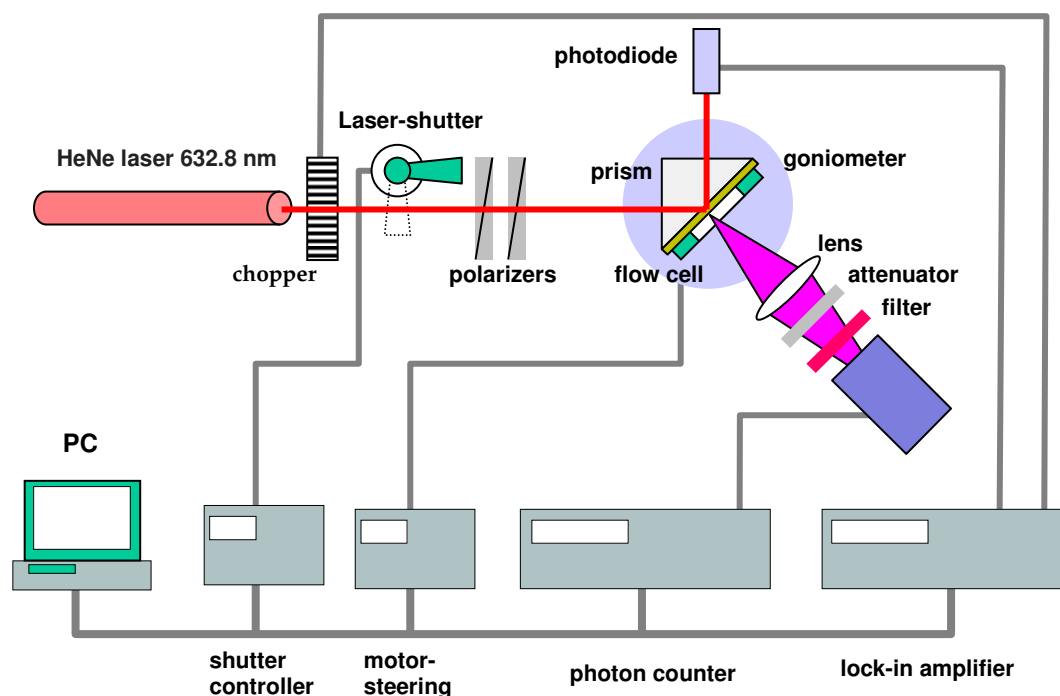 photodiode
Laser-shutter
HeNe laser 632.8 nm
prism
goniometer
chopper
polarizers
flow cell
lens
attenuator
filter
PC
shutter
controller
motor-
steering
photon counter
lock-in amplifier